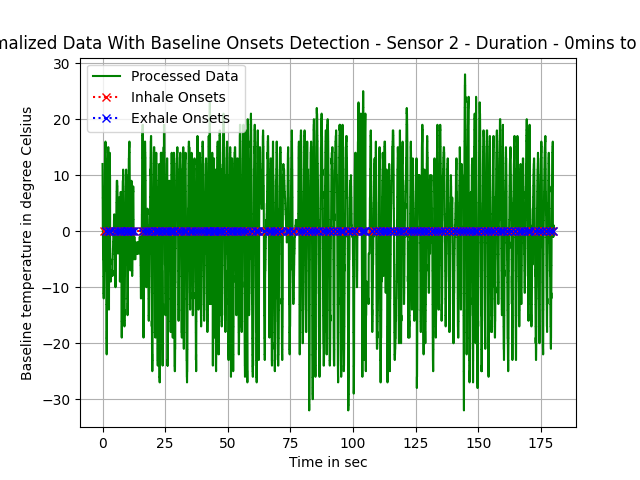 malized Data With Baseline Onsets Detection - Sensor 2 - Duration - 0mins to
Processed Data
Inhale Onsets
Exhale Onsets
30
20
10
0
−10
−20
−30
Baseline temperature in degree Celsius
0 25 50 75 100 125 150 175
Time in sec